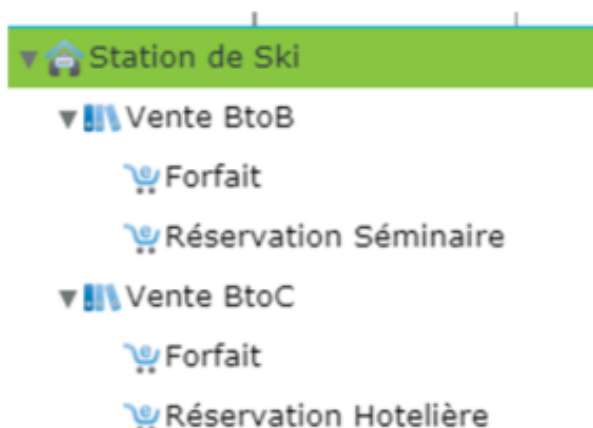 Station de Ski
Vente BtoB
Forfait
Réservation Séminaire
Vente BtoC
Forfait
Réservation Hotelière